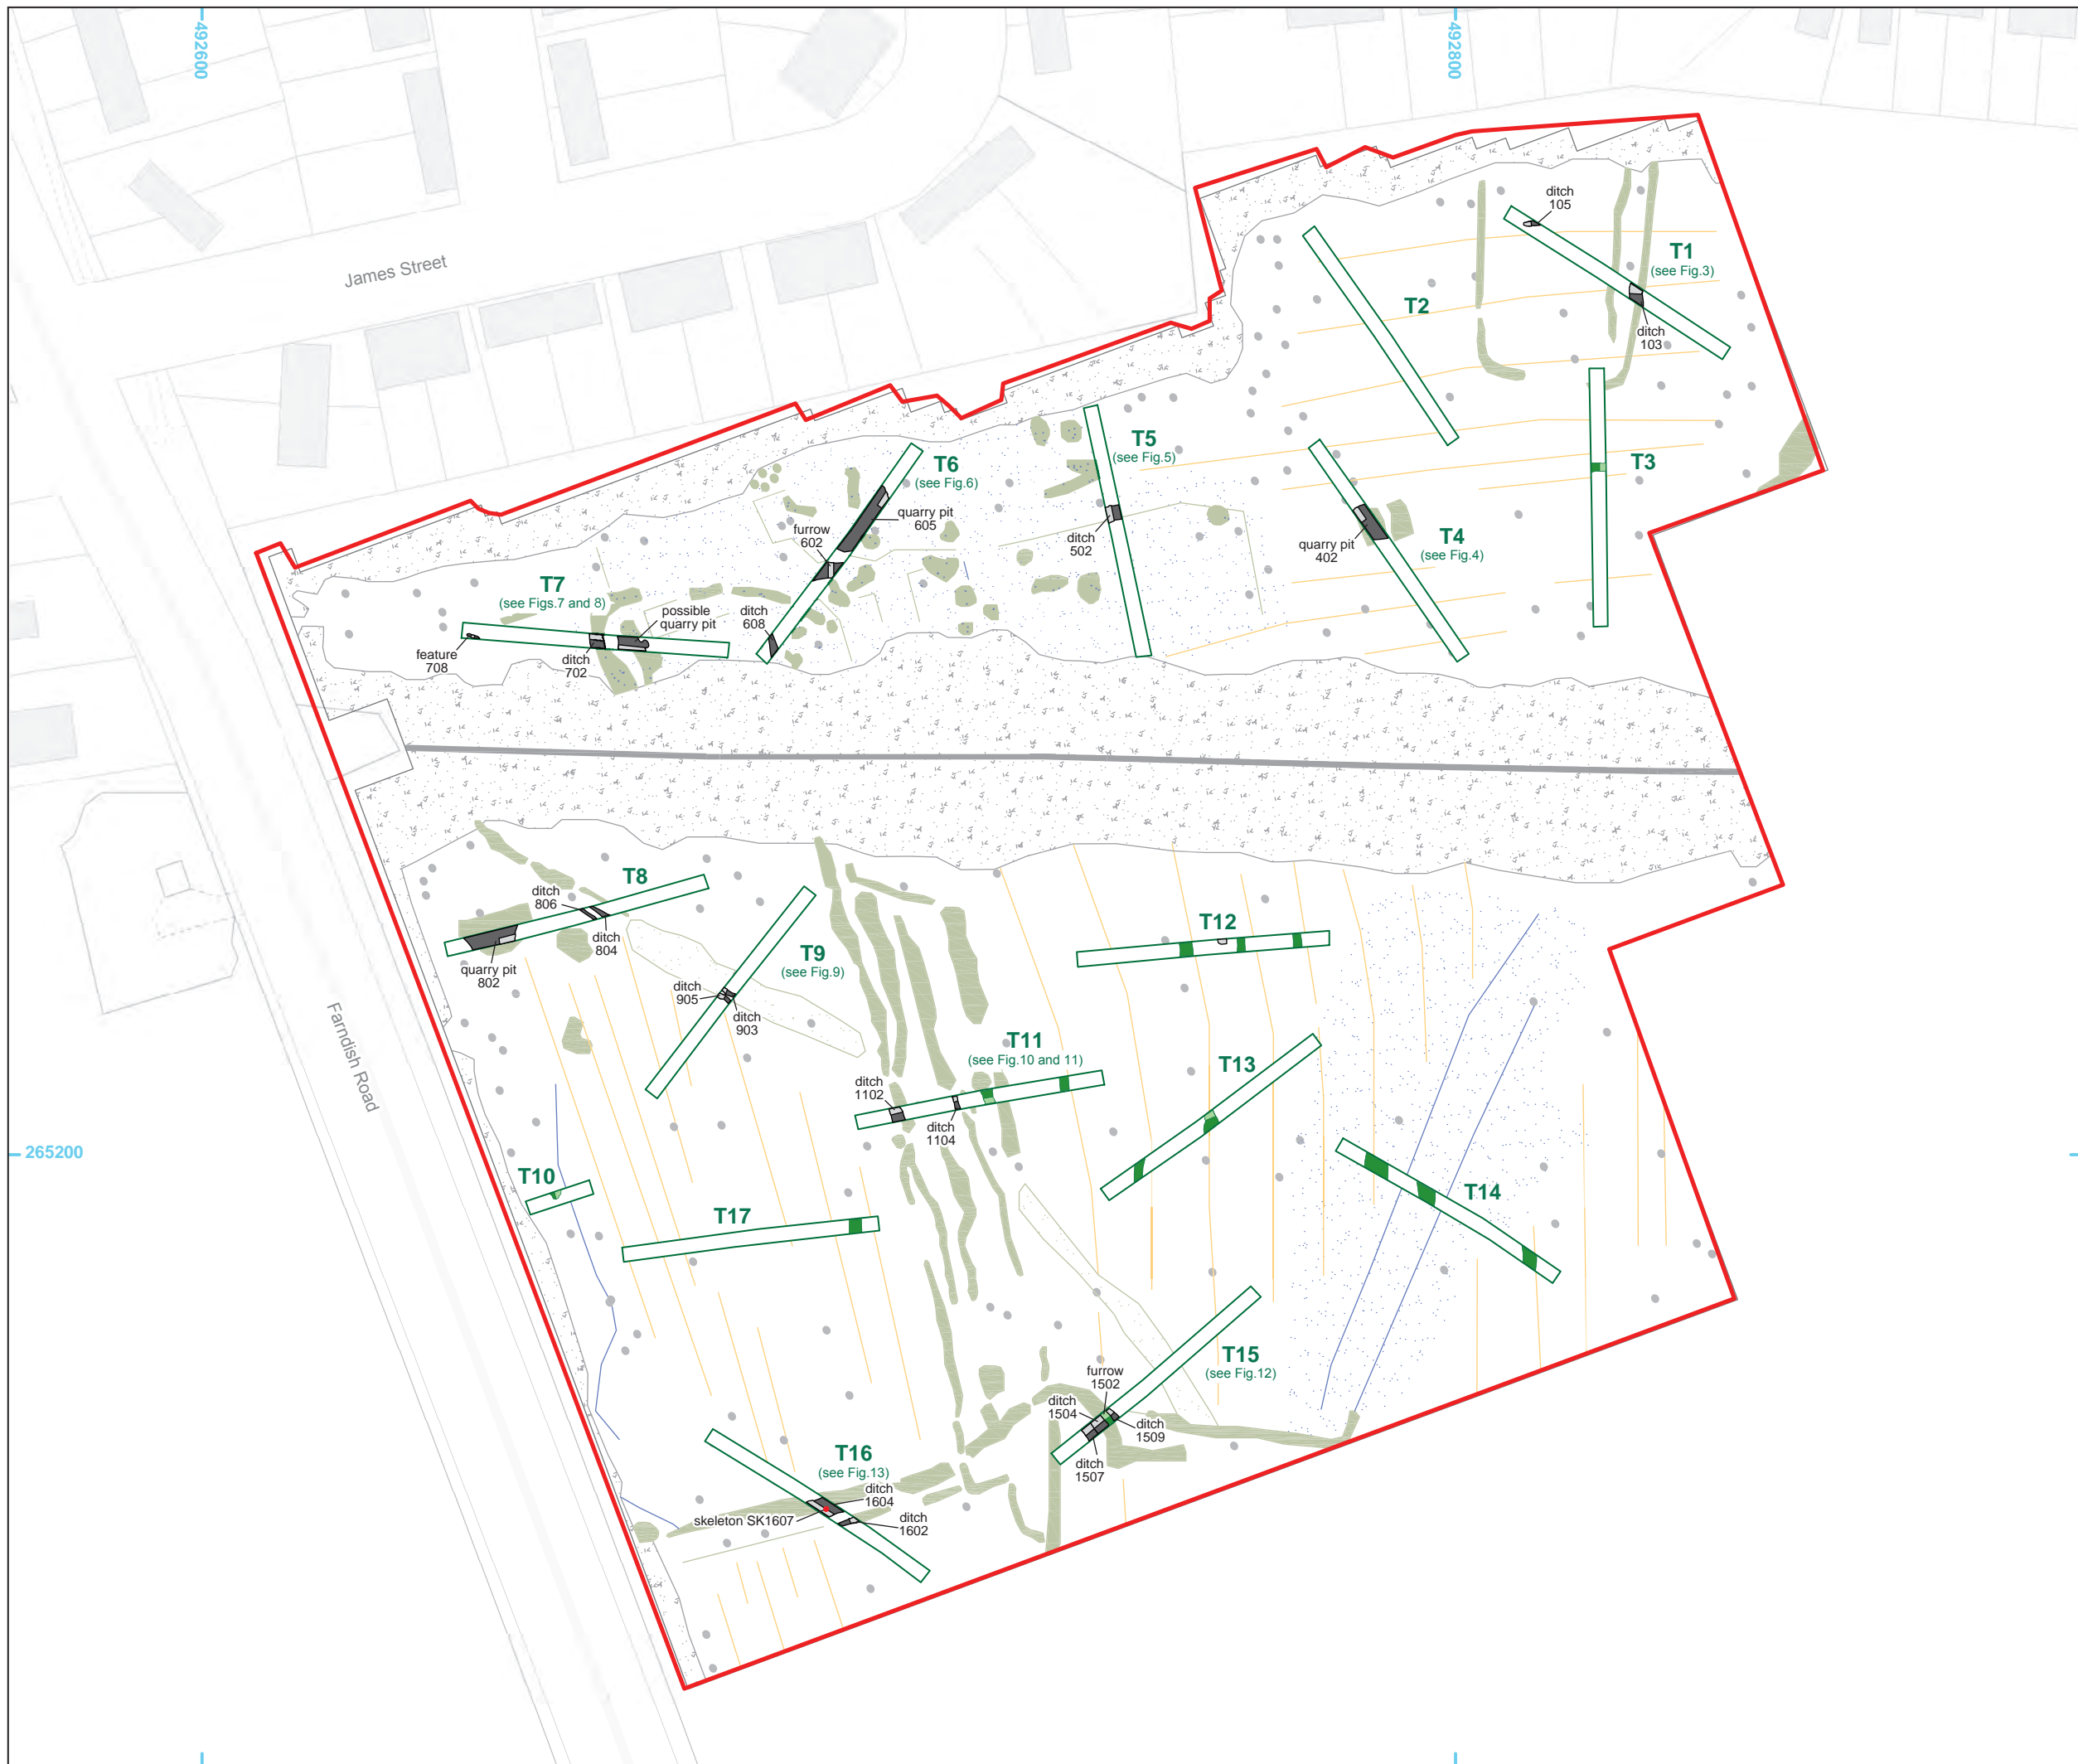 492600
492800
James Street
ditch
105
T1
(see Fig.3)
ditch
103
T2
T3
T4
(see Fig.4)
quarry pit
402
T5
(see Fig.5)
ditch
502
T6
(see Fig.6)
quarry pit
605
furrow
602
ditch
608
T7
(see Figs.7 and 8)
possible
quarry pit
feature
708
ditch
702
T8
ditch
806
ditch
804
quarry pit
802
T9
(see Fig.9)
ditch
905
ditch
903
T12
Farndish Road
T11
(see Fig.10 and 11)
ditch
1102
ditch
1104
T13
265200
T10
T17
T14
T15
(see Fig.12)
furrow
1502
ditch
1504
ditch
1509
ditch
1507
T16
(see Fig.13)
ditch
1604
skeleton SK1607
ditch
1602